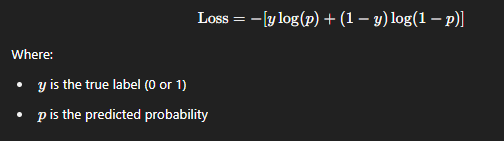 Loss = −[y log(p) + (1 − y) log(1 − p)]
Where:
• y is the true label (0 or 1)
• p is the predicted probability